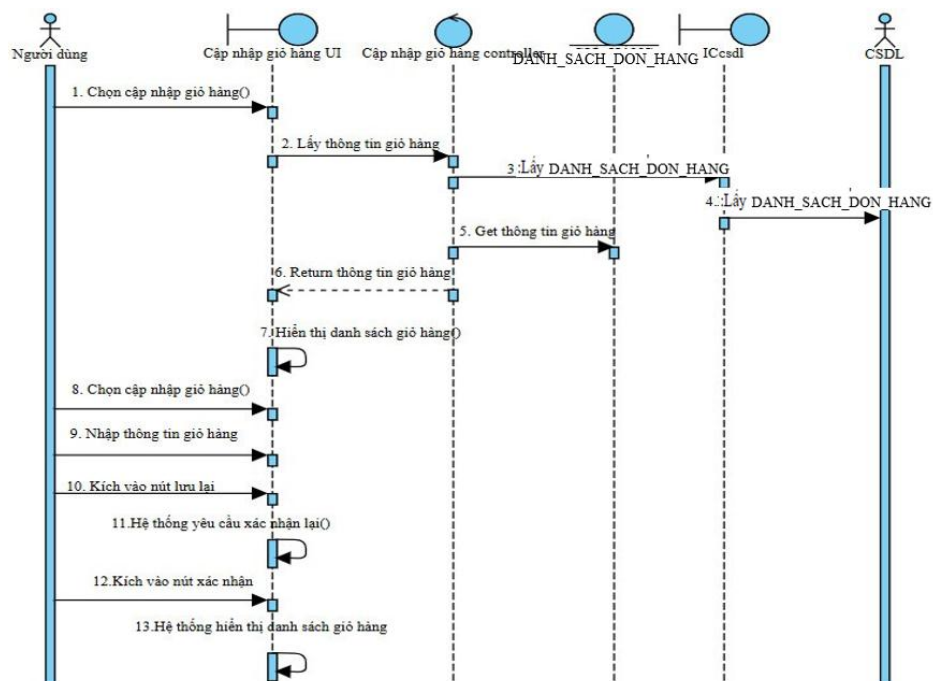 Người dùng
Cập nhập giỏ hàng UI
Cập nhập giỏ hàng controller
DANH_SACH_DON_HANG
ICcsdl
CSDL
1. Chọn cập nhập giỏ hàng()
2. Lấy thông tin giỏ hàng
3:Lấy DANH_SACH_DON_HANG
4.:Lấy DANH_SACH_DON_HANG
5. Get thông tin giỏ hàng
6. Return thông tin giỏ hàng
7.Hiển thị danh sách giỏ hàng()
8. Chọn cập nhập giỏ hàng()
9. Nhập thông tin giỏ hàng
10. Kích vào nút lưu lại
11.Hệ thống yêu cầu xác nhận lại()
12.Kích vào nút xác nhận
13.Hệ thống hiển thị danh sách giỏ hàng